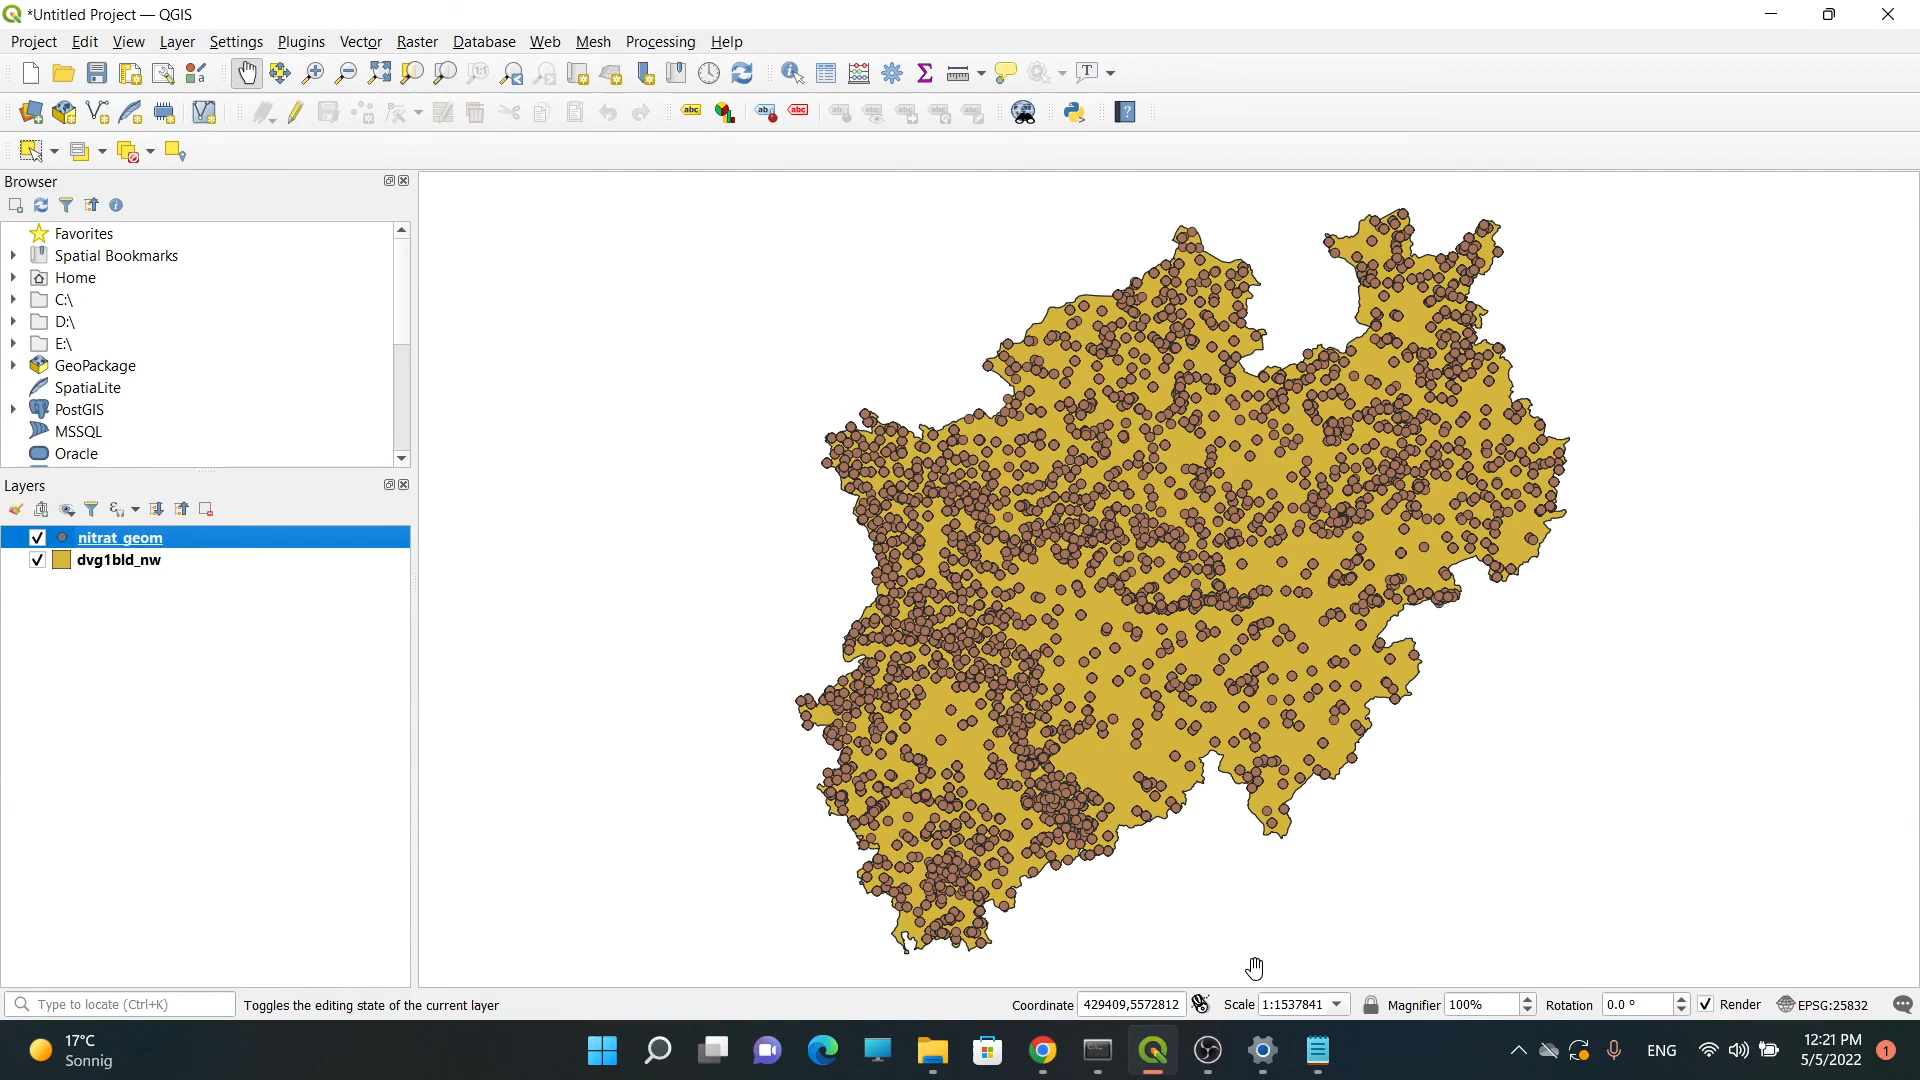 *Untitled Project — QGIS
Project Edit View Layer Settings Plugins Vector Raster Database Web Mesh Processing Help
Browser
Favorites
Spatial Bookmarks
Home
C:\
D:\
E:\
GeoPackage
SpatiaLite
PostGIS
MSSQL
Oracle
Layers
nitrat_geom
dvg1bld_nw
Type to locate (Ctrl+K) Toggles the editing state of the current layer Coordinate 429409,5572812 Scale 1:1537841 Magnifier 100% Rotation 0.0 ° Render EPSG:25832
17°C
Sonnig
ENG
12:21 PM
5/5/2022
1